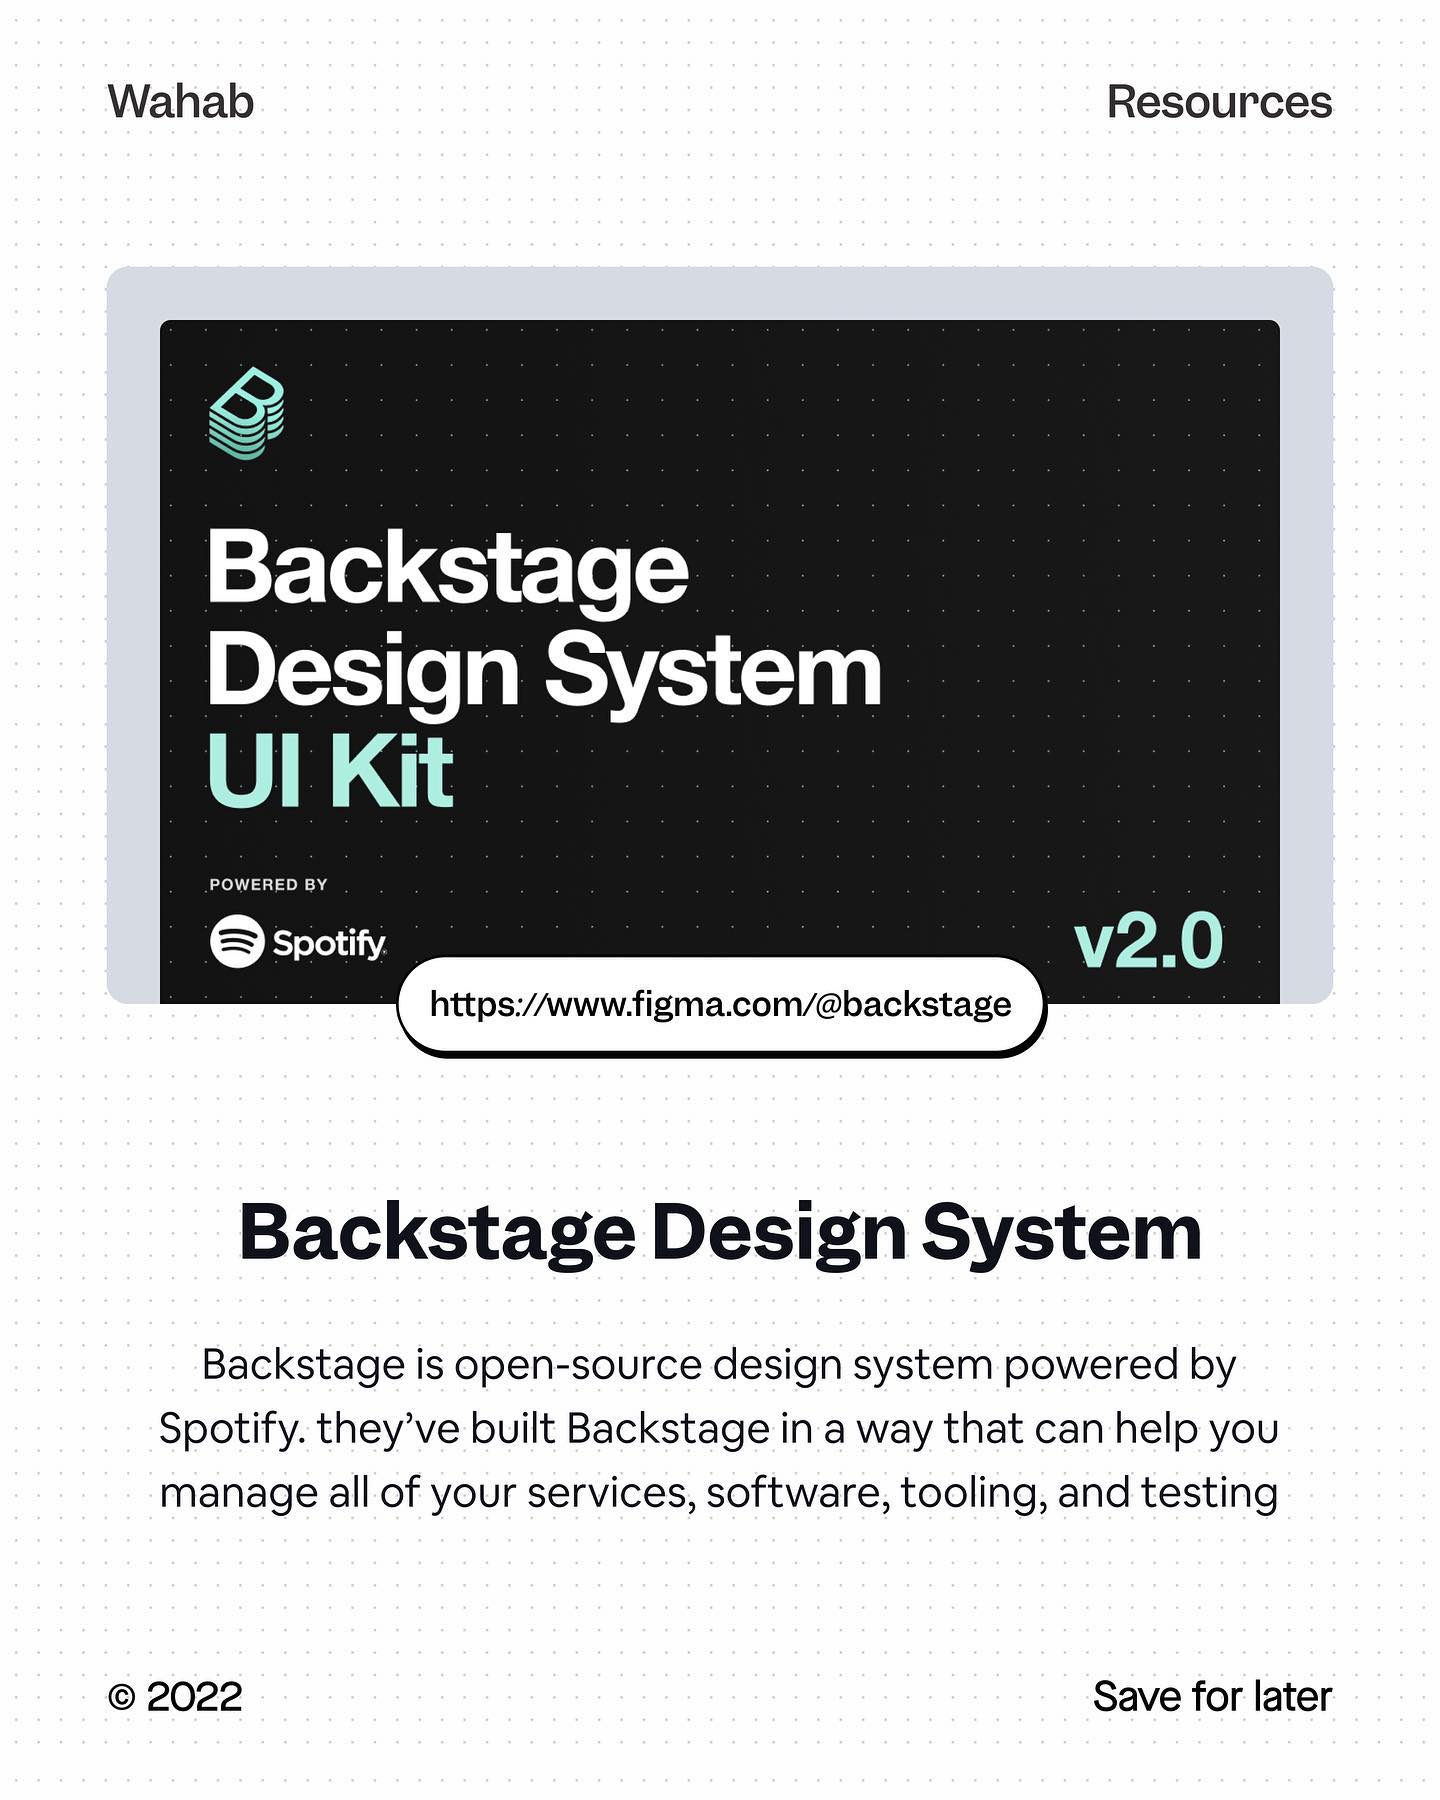 Wahab
Resources
Backstage
Design System
UI Kit
POWERED BY
Spotify
v2.0
https://www.figma.com/@backstage
Backstage Design System
Backstage is open-source design system powered by
Spotify. they’ve built Backstage in a way that can help you
manage all of your services, software, tooling, and testing
© 2022
Save for later